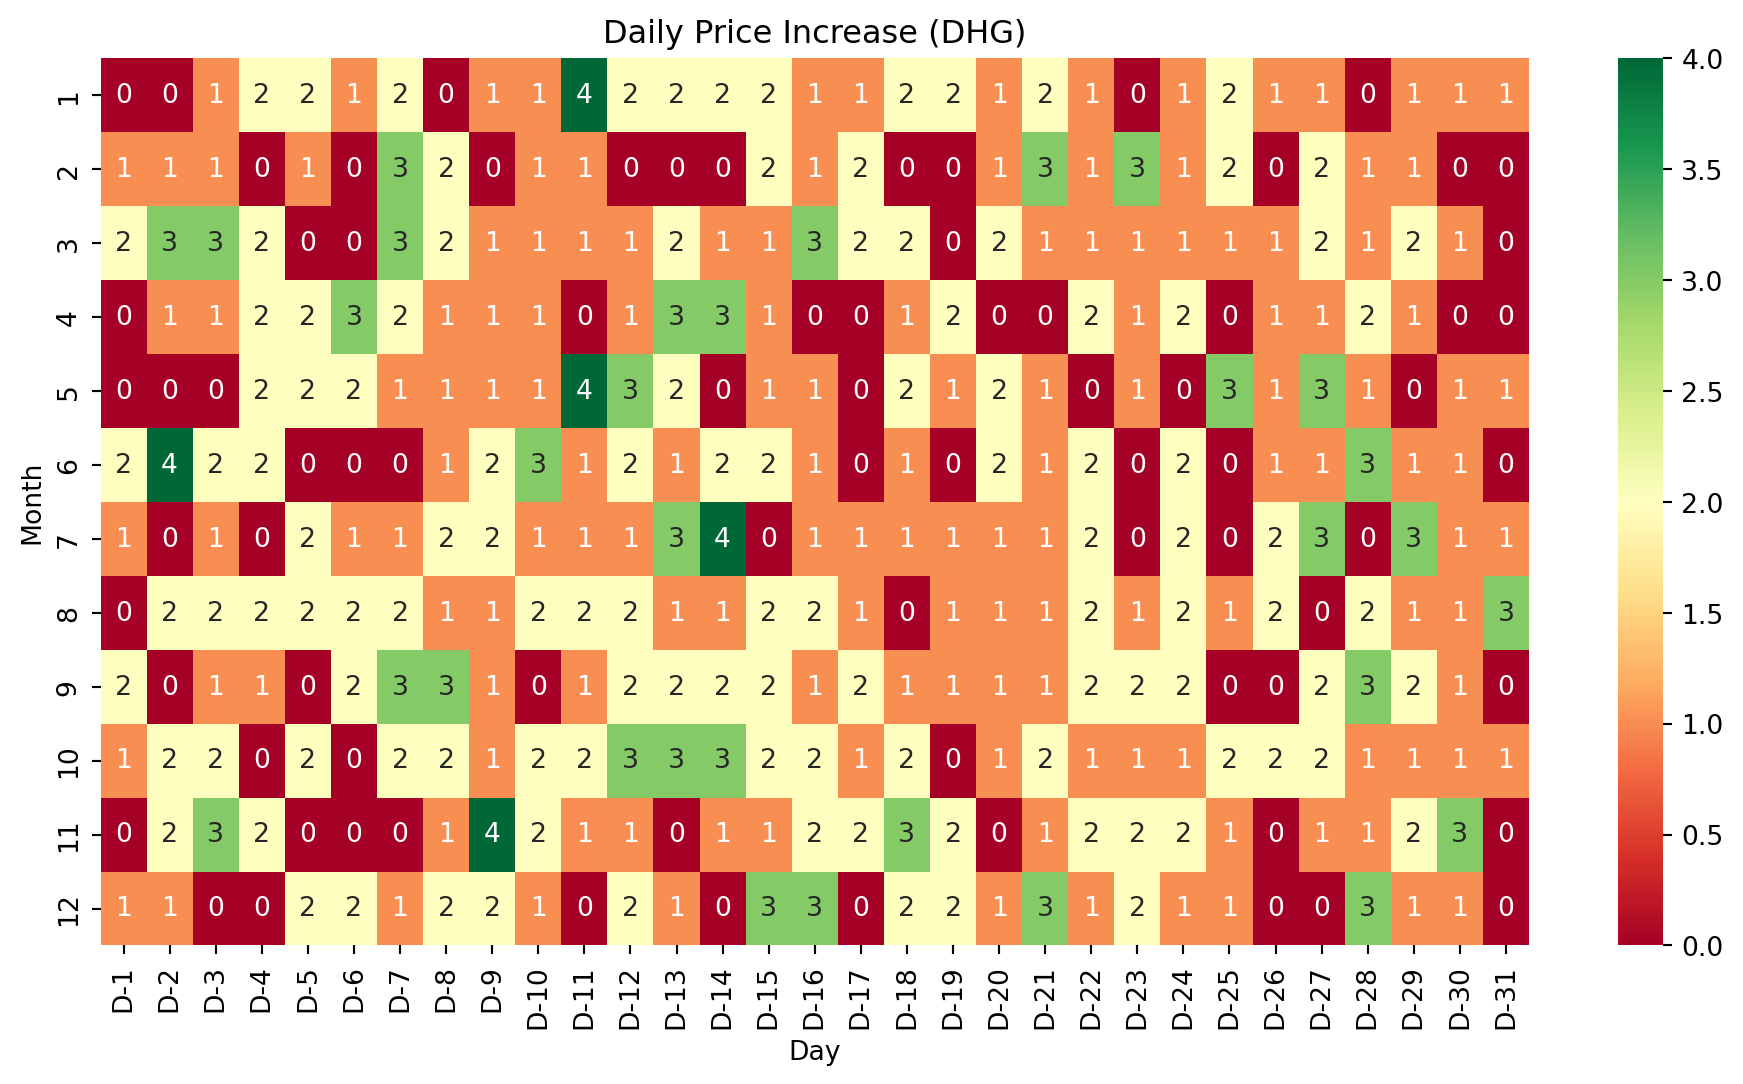 Daily Price Increase (DHG)
1 0 0 1 2 2 1 2 0 1 1 4 2 2 2 2 1 1 2 2 1 2 1 0 1 2 1 1 0 1 1 1
2 1 1 1 0 1 0 3 2 0 1 1 0 0 0 2 1 2 0 0 1 3 1 3 1 2 0 2 1 1 0 0
3 2 3 3 2 0 0 3 2 1 1 1 1 2 1 1 3 2 2 0 2 1 1 1 1 1 1 2 1 2 1 0
4 0 1 1 2 2 3 2 1 1 1 0 1 3 3 1 0 0 1 2 0 0 2 1 2 0 1 1 2 1 0 0
5 0 0 0 2 2 2 1 1 1 1 4 3 2 0 1 1 0 2 1 2 1 0 1 0 3 1 3 1 0 1 1
6 2 4 2 2 0 0 0 1 2 3 1 2 1 2 2 1 0 1 0 2 1 2 0 2 0 1 1 3 1 1 0
7 1 0 1 0 2 1 1 2 2 1 1 1 3 4 0 1 1 1 1 1 1 2 0 2 0 2 3 0 3 1 1
8 0 2 2 2 2 2 2 1 1 2 2 2 1 1 2 2 1 0 1 1 1 2 1 2 1 2 0 2 1 1 3
9 2 0 1 1 0 2 3 3 1 0 1 2 2 2 2 1 2 1 1 1 1 2 2 2 0 0 2 3 2 1 0
10 1 2 2 0 2 0 2 2 1 2 2 3 3 3 2 2 1 2 0 1 2 1 1 1 2 2 2 1 1 1 1
11 0 2 3 2 0 0 0 1 4 2 1 1 0 1 1 2 2 3 2 0 1 2 2 2 1 0 1 1 2 3 0
12 1 1 0 0 2 2 1 2 2 1 0 2 1 0 3 3 0 2 2 1 3 1 2 1 1 0 0 3 1 1 0
Month
D-1 D-2 D-3 D-4 D-5 D-6 D-7 D-8 D-9 D-10 D-11 D-12 D-13 D-14 D-15 D-16 D-17 D-18 D-19 D-20 D-21 D-22 D-23 D-24 D-25 D-26 D-27 D-28 D-29 D-30 D-31
Day
4.0
3.5
3.0
2.5
2.0
1.5
1.0
0.5
0.0